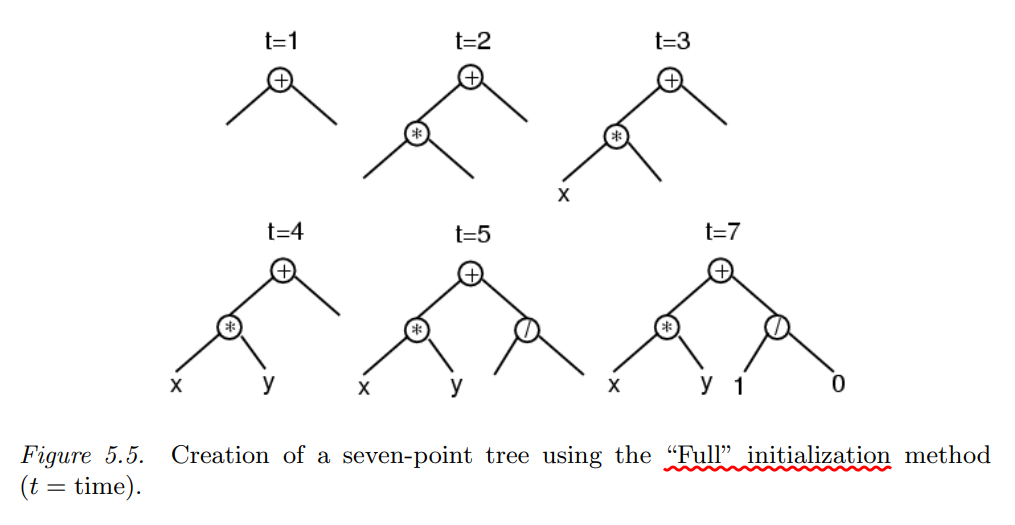 t=1 t=2 t=3
+ + +
* *
x
t=4 t=5 t=7
+ + +
* * / * /
x y x y x y 1 0
Figure 5.5. Creation of a seven-point tree using the “Full” initialization method
(t = time).